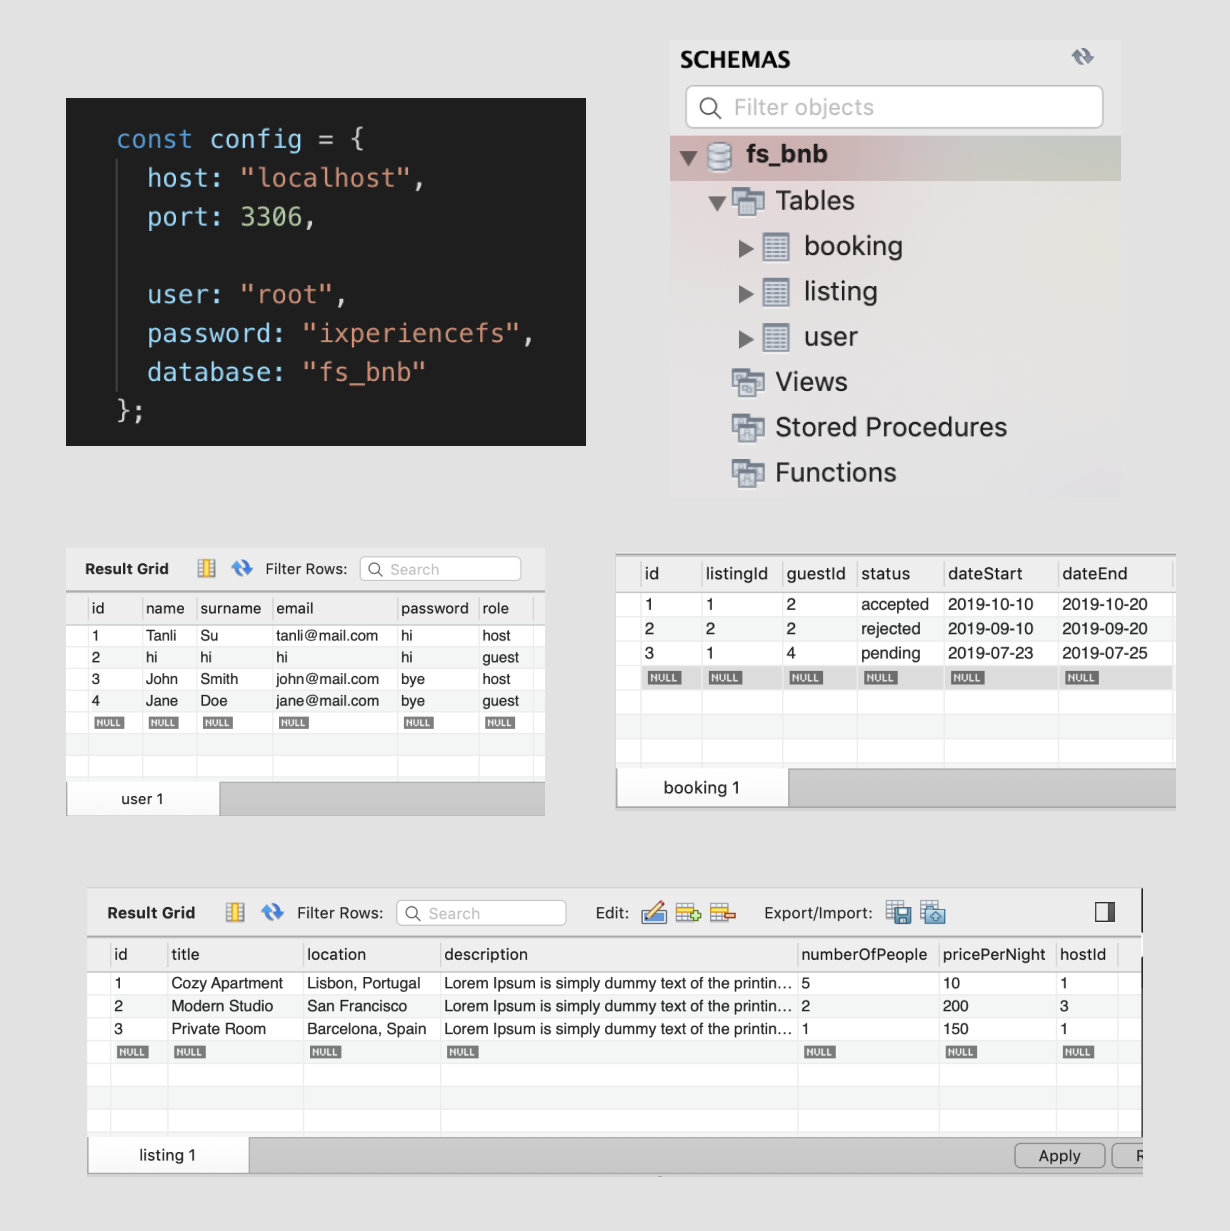 const config = {
host: "localhost",
port: 3306,
user: "root",
password: "ixperiencefs",
database: "fs_bnb"
};
SCHEMAS
Filter objects
fs_bnb
Tables
booking
listing
user
Views
Stored Procedures
Functions
Result Grid Filter Rows: Search
id name surname email password role
1 Tanli Su tanli@mail.com hi host
2 hi hi hi hi guest
3 John Smith john@mail.com bye host
4 Jane Doe jane@mail.com bye guest
NULL NULL NULL NULL NULL NULL
user 1
id listingId guestId status dateStart dateEnd
1 1 2 accepted 2019-10-10 2019-10-20
2 2 2 rejected 2019-09-10 2019-09-20
3 1 4 pending 2019-07-23 2019-07-25
NULL NULL NULL NULL NULL NULL
booking 1
Result Grid Filter Rows: Search Edit: Export/Import:
id title location description numberOfPeople pricePerNight hostId
1 Cozy Apartment Lisbon, Portugal Lorem Ipsum is simply dummy text of the printin... 5 10 1
2 Modern Studio San Francisco Lorem Ipsum is simply dummy text of the printin... 2 200 3
3 Private Room Barcelona, Spain Lorem Ipsum is simply dummy text of the printin... 1 150 1
NULL NULL NULL NULL NULL NULL NULL
listing 1 Apply